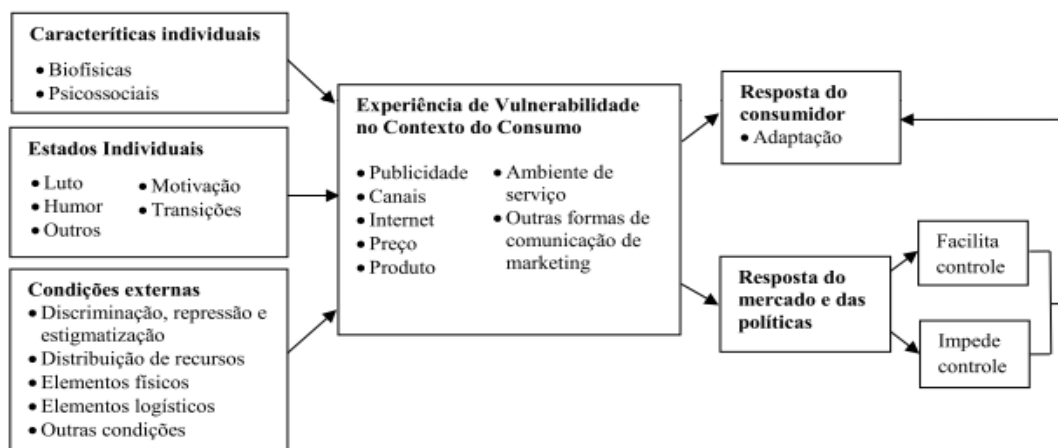 Caracteríticas individuais
• Biofísicas
• Psicossociais
Estados Individuais
• Luto
• Humor
• Outros
• Motivação
• Transições
Condições externas
• Discriminação, repressão e
estigmatização
• Distribuição de recursos
• Elementos físicos
• Elementos logísticos
• Outras condições
Experiência de Vulnerabilidade
no Contexto do Consumo
• Publicidade
• Canais
• Internet
• Preço
• Produto
• Ambiente de
serviço
• Outras formas de
comunicação de
marketing
Resposta do
consumidor
• Adaptação
Resposta do
mercado e das
políticas
Facilita
controle
Impede
controle